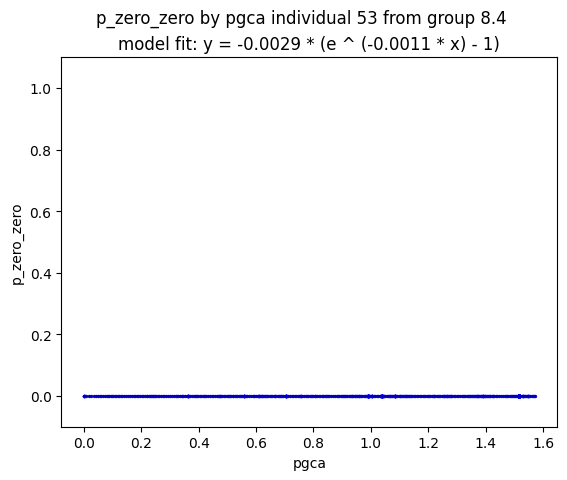 p_zero_zero by pgca individual 53 from group 8.4
model fit: y = -0.0029 * (e ^ (-0.0011 * x) - 1)
1.0
0.8
0.6
0.4
0.2
0.0
p_zero_zero
0.0 0.2 0.4 0.6 0.8 1.0 1.2 1.4 1.6
pgca